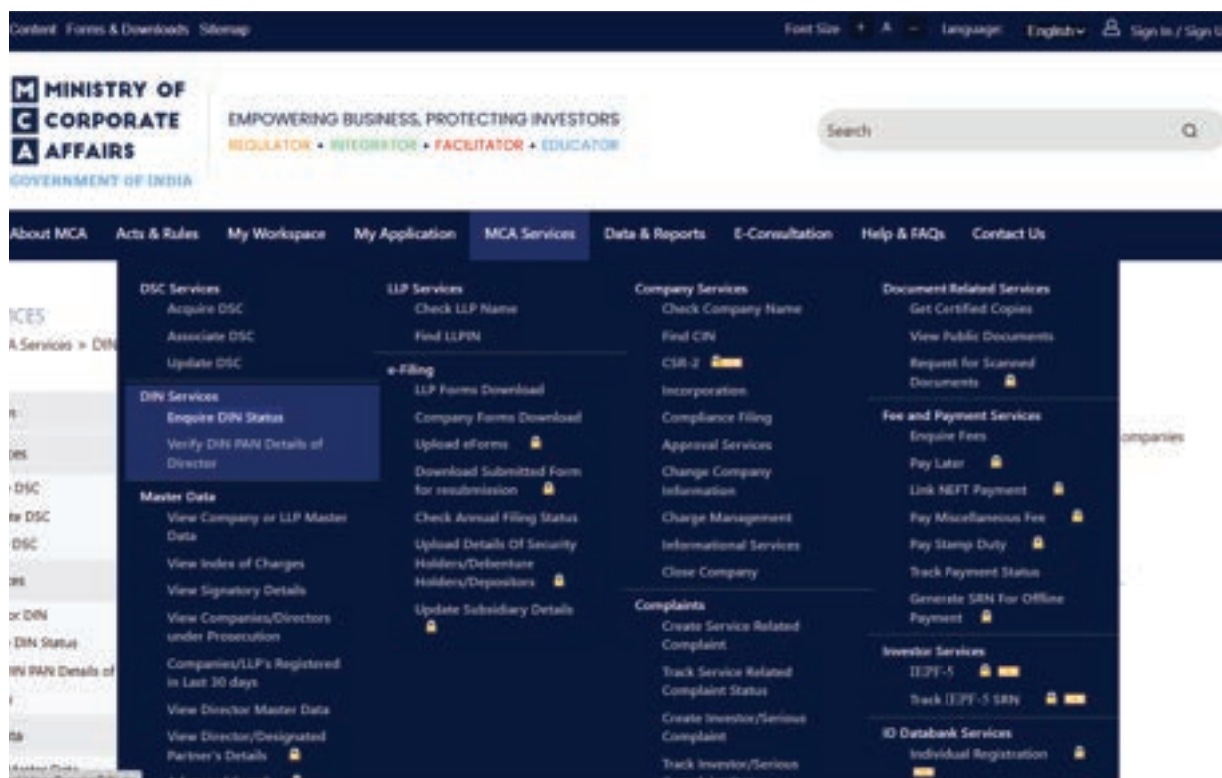 Content Forms & Downloads Sitemap
Font Size + A - Language: English Sign In / Sign U
M MINISTRY OF
C CORPORATE
A AFFAIRS
GOVERNMENT OF INDIA
EMPOWERING BUSINESS, PROTECTING INVESTORS
REGULATOR • INTEGRATOR • FACILITATOR • EDUCATOR
Search
About MCA Acts & Rules My Workspace My Application MCA Services Data & Reports E-Consultation Help & FAQs Contact Us
ICES
A Services » DIN
DSC
te DSC
DSC
or DIN
DIN Status
IN PAN Details of
DSC Services
Acquire DSC
Associate DSC
Update DSC
DIN Services
Enquire DIN Status
Verify DIN PAN Details of
Director
Master Data
View Company or LLP Master
Data
View Index of Charges
View Signatory Details
View Companies/Directors
under Prosecution
Companies/LLP's Registered
in Last 30 days
View Director Master Data
View Director/Designated
Partner's Details
LLP Services
Check LLP Name
Find LLPIN
e-Filing
LLP Forms Download
Company Forms Download
Upload eForms
Download Submitted Form
for resubmission
Check Annual Filing Status
Upload Details Of Security
Holders/Debenture
Holders/Depositors
Update Subsidiary Details
Company Services
Check Company Name
Find CIN
CSR-2
Incorporation
Compliance Filing
Approval Services
Change Company
Information
Charge Management
Informational Services
Close Company
Complaints
Create Service Related
Complaint
Track Service Related
Complaint Status
Create Investor/Serious
Complaint
Track Investor/Serious
Document Related Services
Get Certified Copies
View Public Documents
Request for Scanned
Documents
Fee and Payment Services
Enquire Fees
Pay Later
Link NEFT Payment
Pay Miscellaneous Fee
Pay Stamp Duty
Track Payment Status
Generate SRN For Offline
Payment
Investor Services
IEPF-5
Track IEPF-5 SRN
ID Databank Services
Individual Registration
ompanies